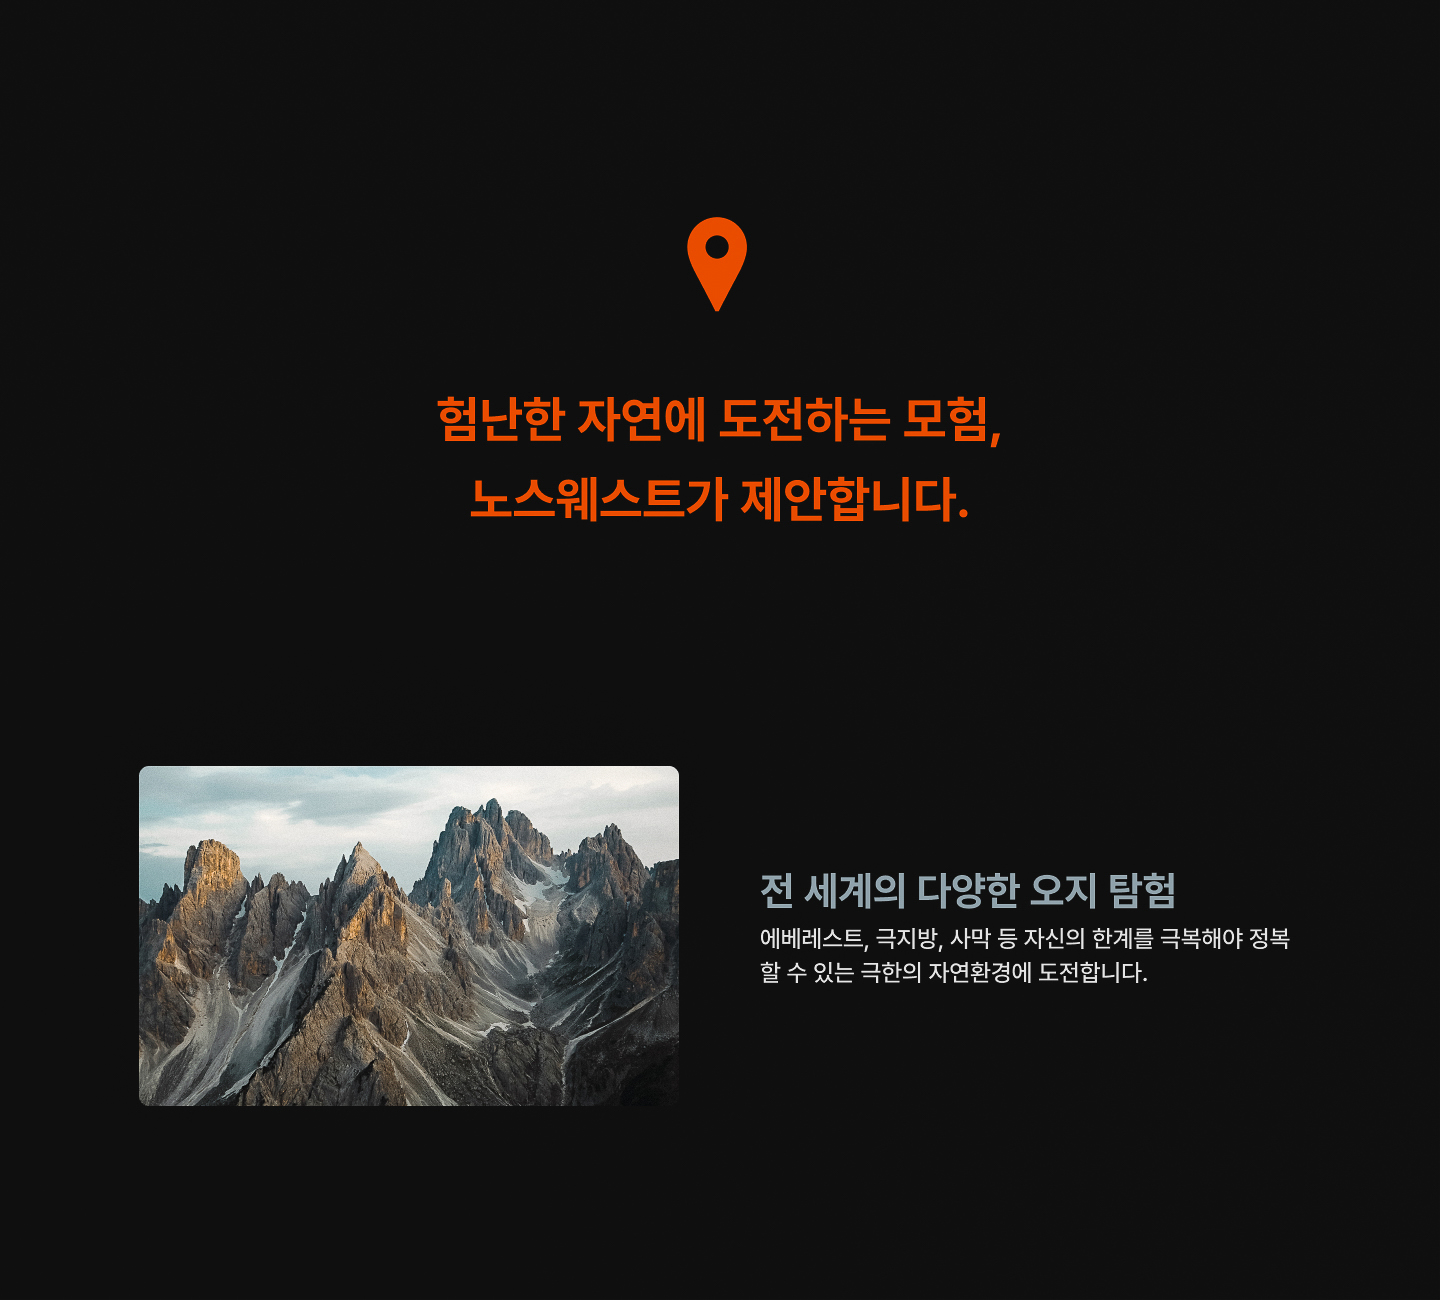 험난한 자연에 도전하는 모험,
노스웨스트가 제안합니다.
전 세계의 다양한 오지 탐험
에베레스트, 극지방, 사막 등 자신의 한계를 극복해야 정복
할 수 있는 극한의 자연환경에 도전합니다.